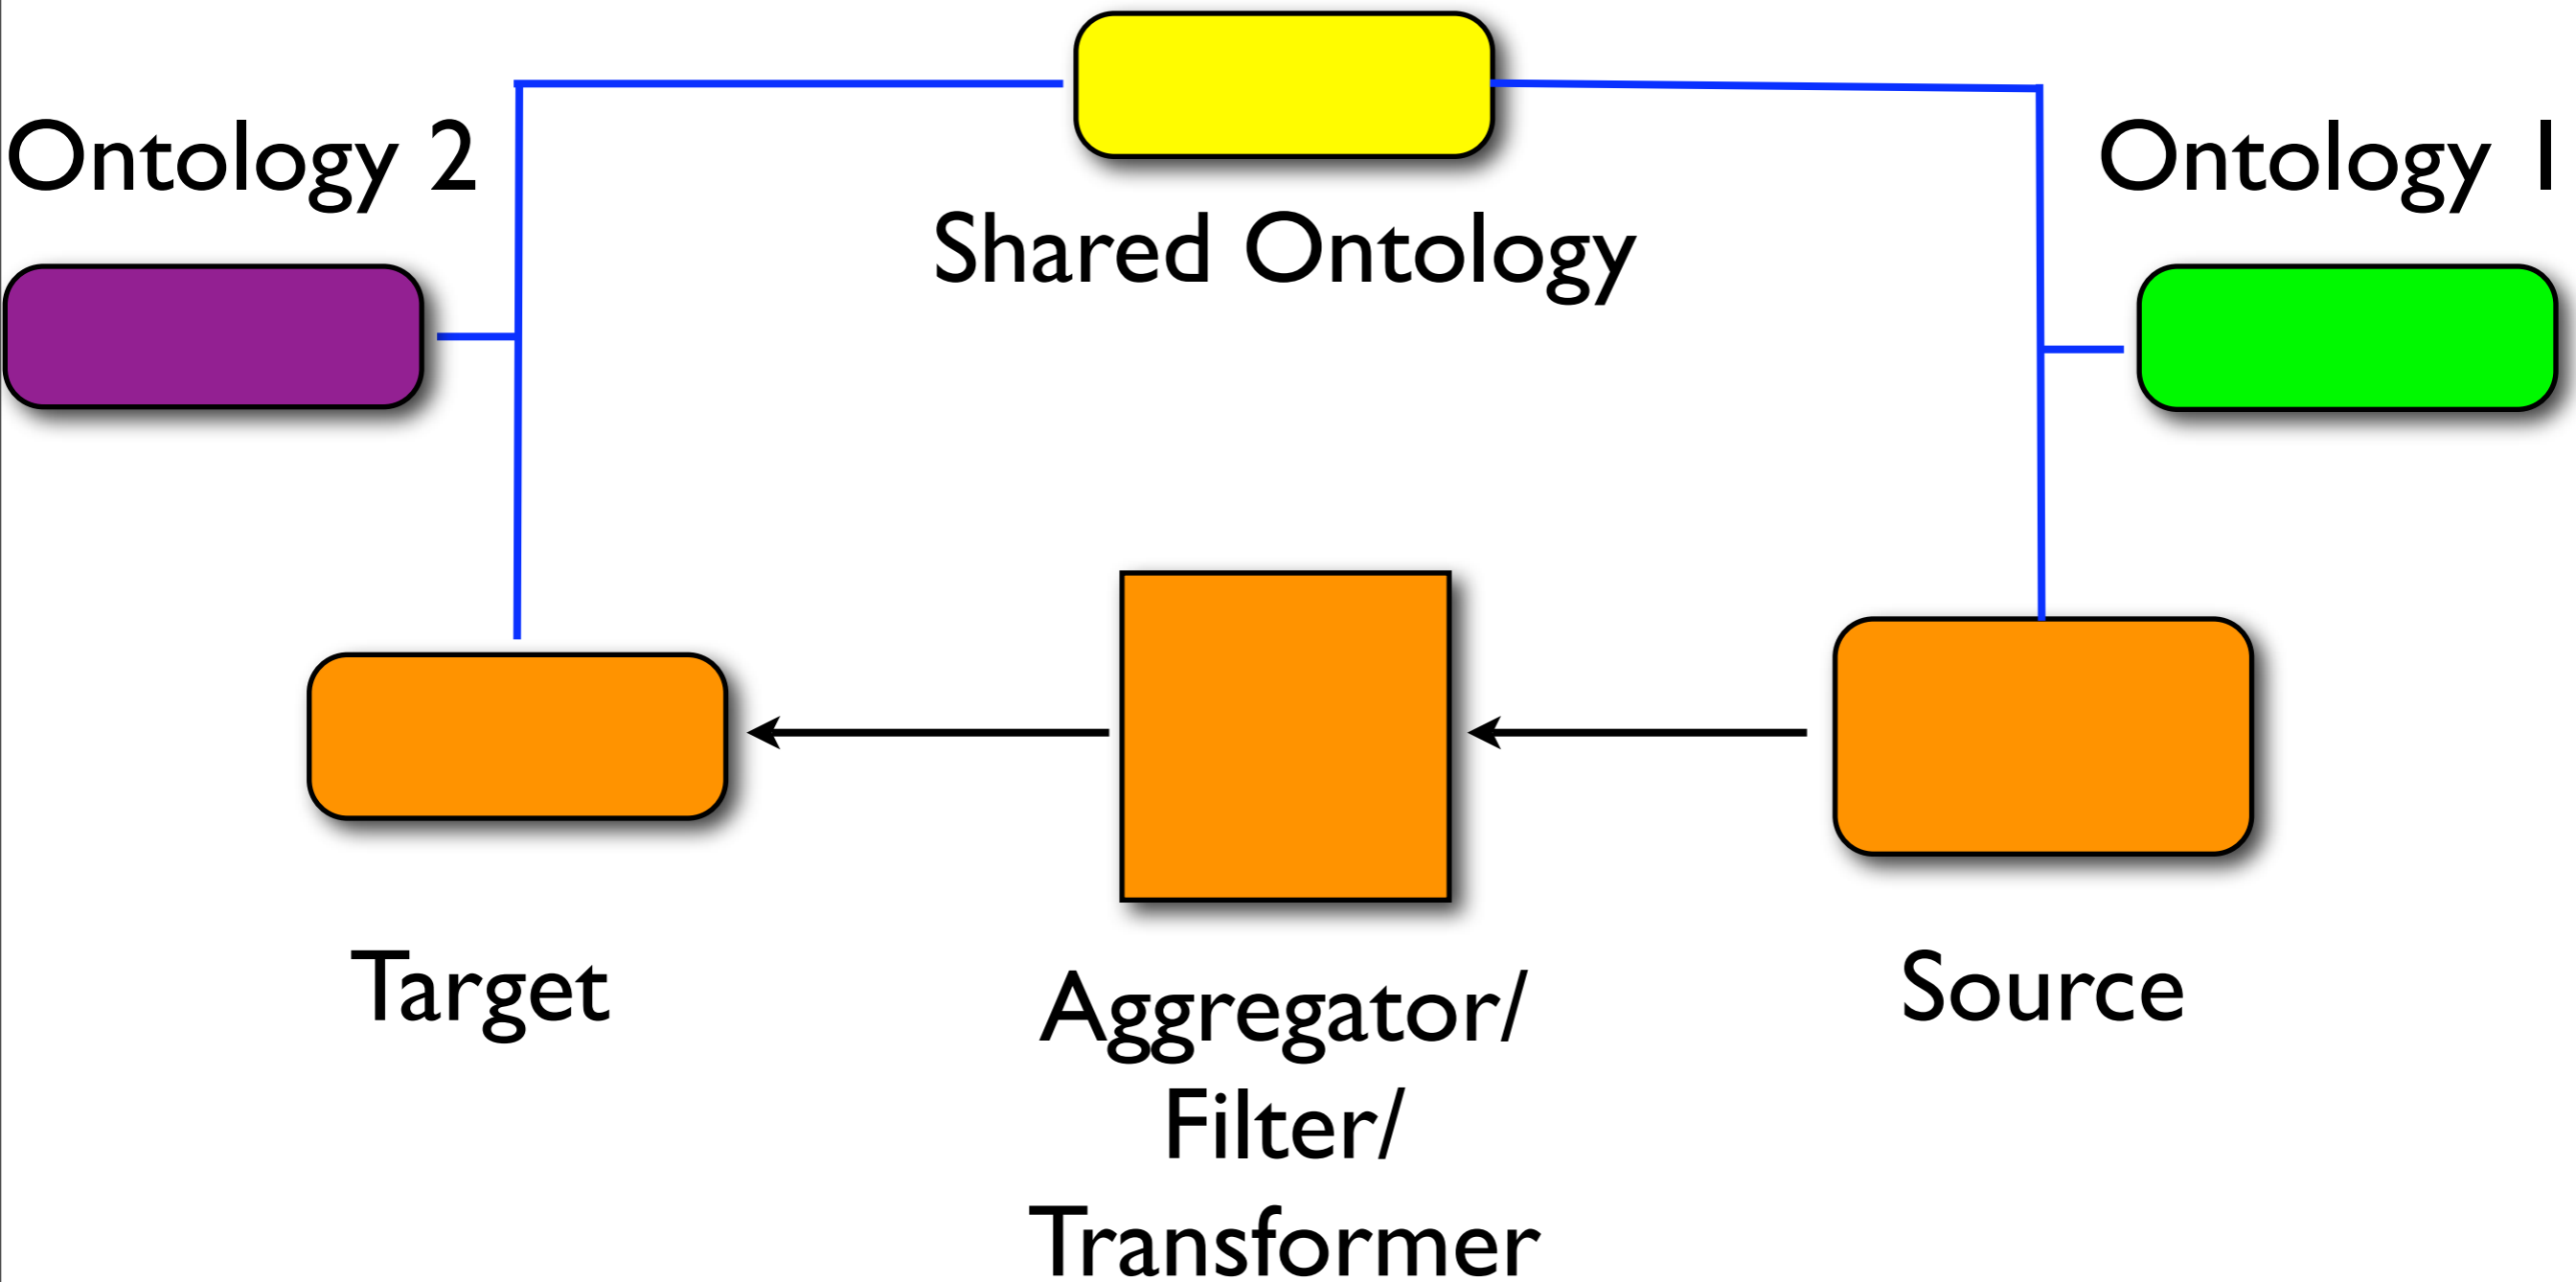 Ontology 2
Ontology 1
Shared Ontology
Target
Aggregator/
Filter/
Transformer
Source